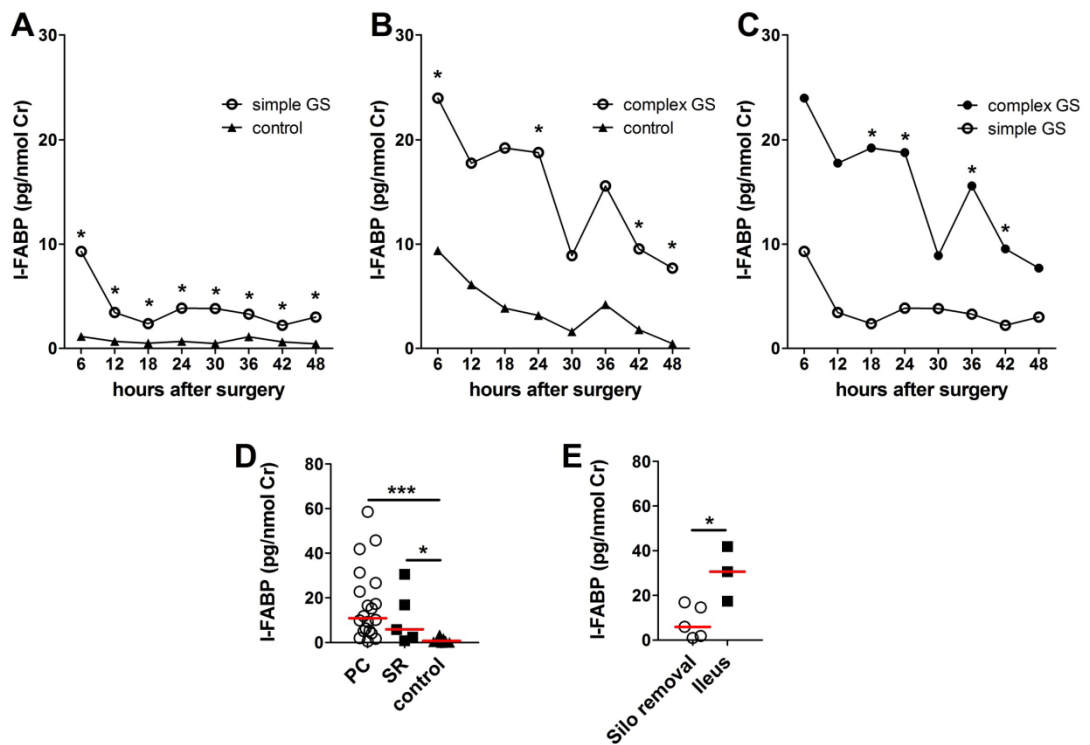 A
I-FABP (pg/nmol Cr)
30
20
10
0
simple GS
control
* * * * * * * *
6 12 18 24 30 36 42 48
hours after surgery
B
I-FABP (pg/nmol Cr)
30
20
10
0
complex GS
control
* * * *
6 12 18 24 30 36 42 48
hours after surgery
C
I-FABP (pg/nmol Cr)
30
20
10
0
complex GS
simple GS
* * * *
6 12 18 24 30 36 42 48
hours after surgery
D
I-FABP (pg/nmol Cr)
80
60
40
20
0
***
*
PC
SR
control
E
I-FABP (pg/nmol Cr)
80
60
40
20
0
*
Silo removal
Ileus